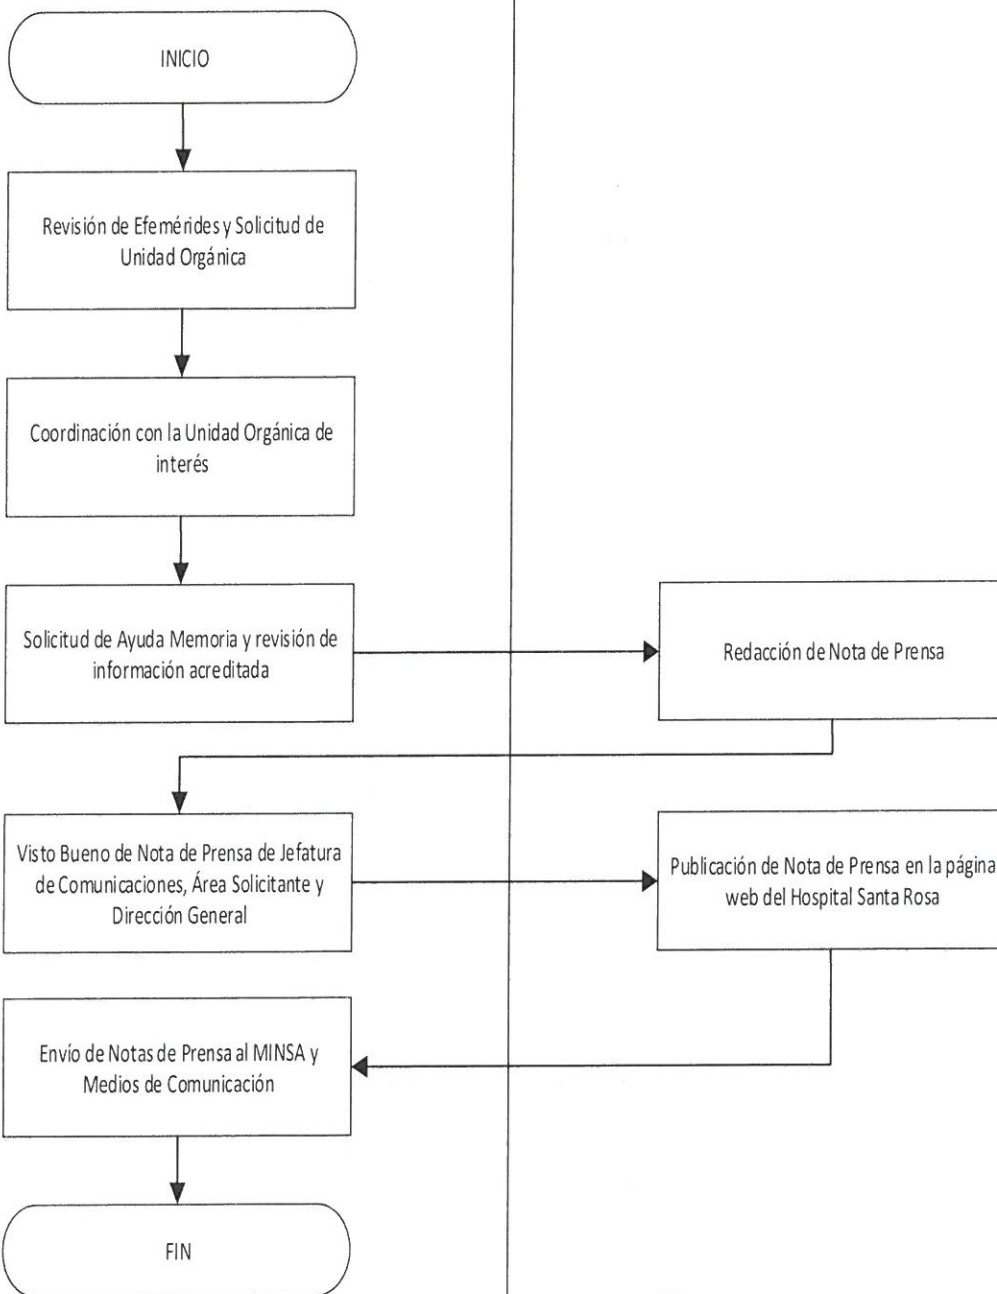 INICIO
Revisión de Efemérides y Solicitud de
Unidad Orgánica
Coordinación con la Unidad Orgánica de
interés
Solicitud de Ayuda Memoria y revisión de
información acreditada
Redacción de Nota de Prensa
Visto Bueno de Nota de Prensa de Jefatura
de Comunicaciones, Área Solicitante y
Dirección General
Publicación de Nota de Prensa en la página
web del Hospital Santa Rosa
Envío de Notas de Prensa al MINSA y
Medios de Comunicación
FIN